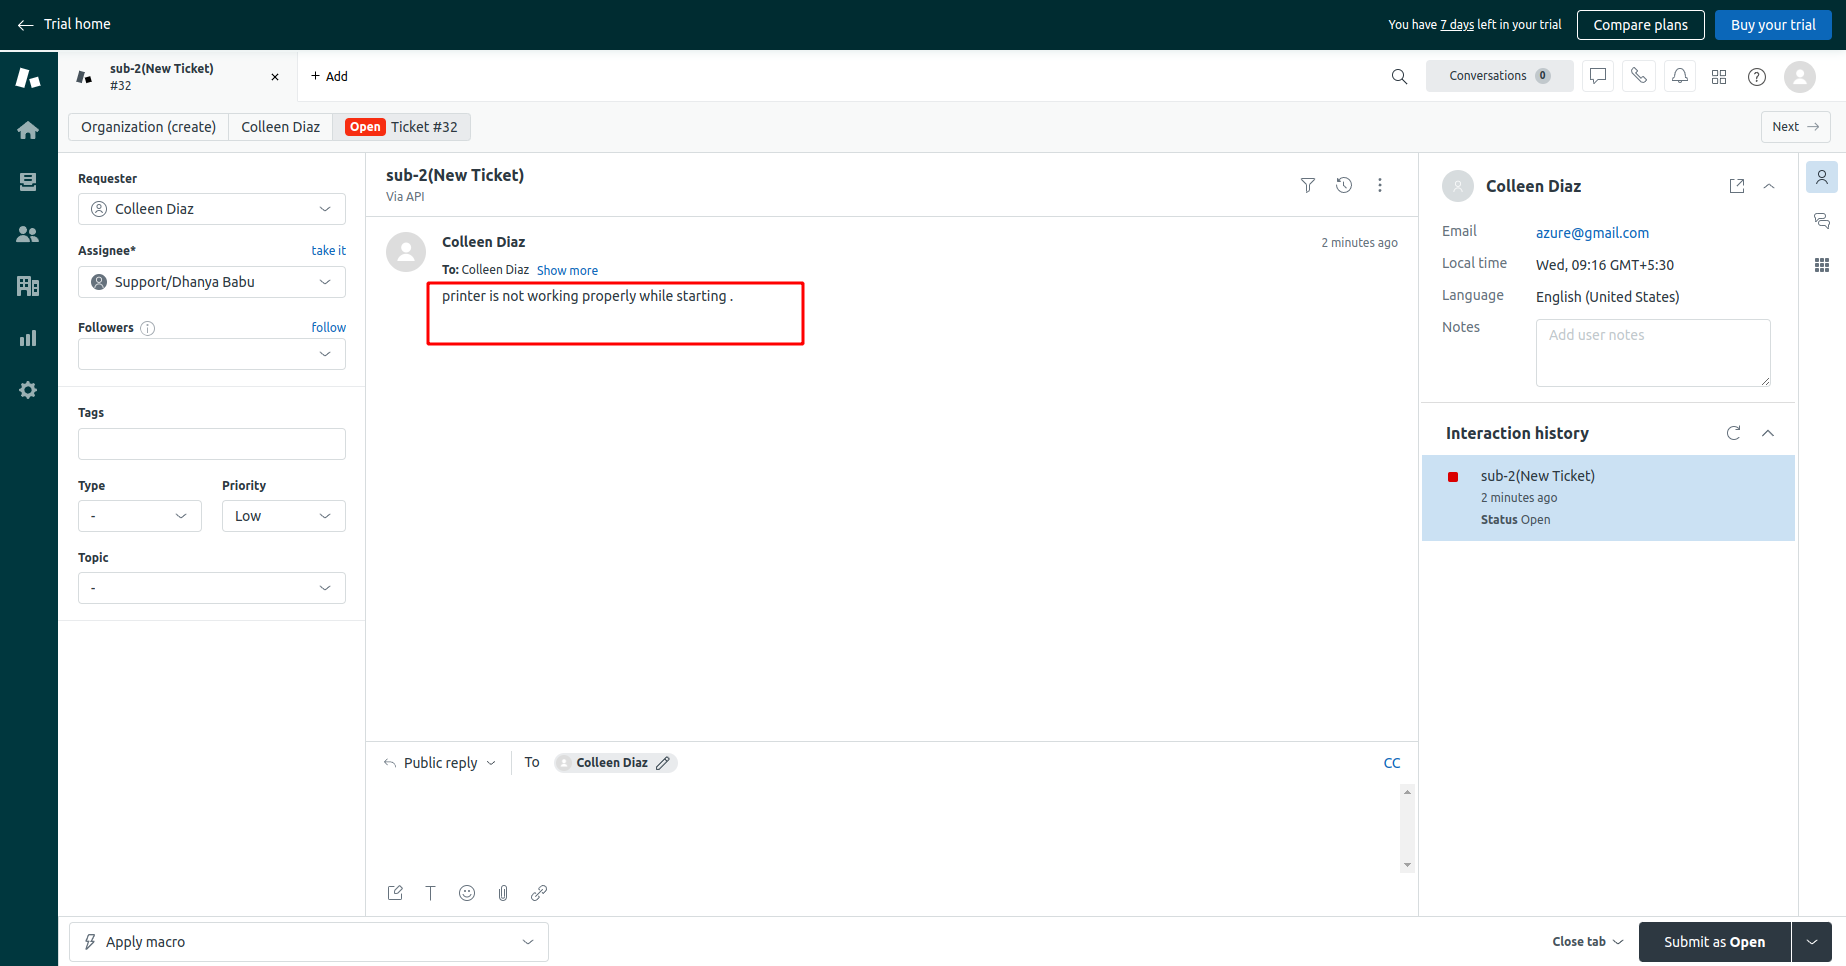 Trial home
You have 7 days left in your trial
Compare plans
Buy your trial
sub-2(New Ticket)
#32
+ Add
Conversations 0
Organization (create)
Colleen Diaz
Open Ticket #32
Next
Requester
Colleen Diaz
Assignee*
take it
Support/Dhanya Babu
Followers
follow
Tags
Type
Priority
-
Low
Topic
-
sub-2(New Ticket)
Via API
Colleen Diaz
2 minutes ago
To: Colleen Diaz Show more
printer is not working properly while starting .
Public reply
To
Colleen Diaz
CC
Apply macro
Close tab
Submit as Open
Colleen Diaz
Email
azure@gmail.com
Local time
Wed, 09:16 GMT+5:30
Language
English (United States)
Notes
Add user notes
Interaction history
sub-2(New Ticket)
2 minutes ago
Status Open